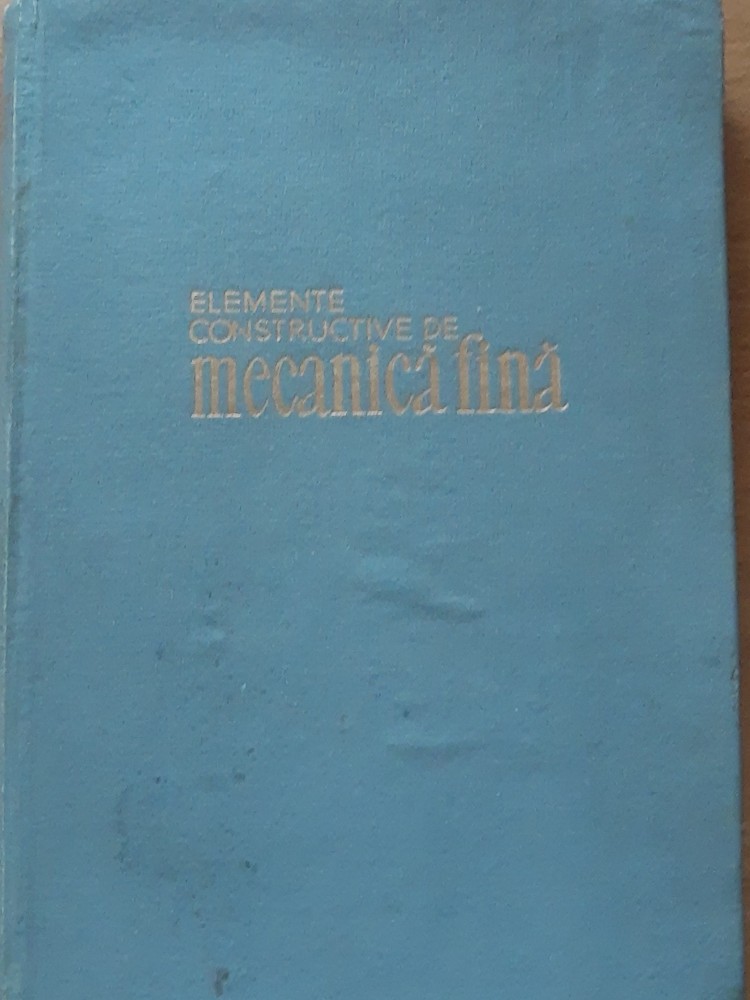 ELEMENTE
CONSTRUCTIVE DE
mecanică fină